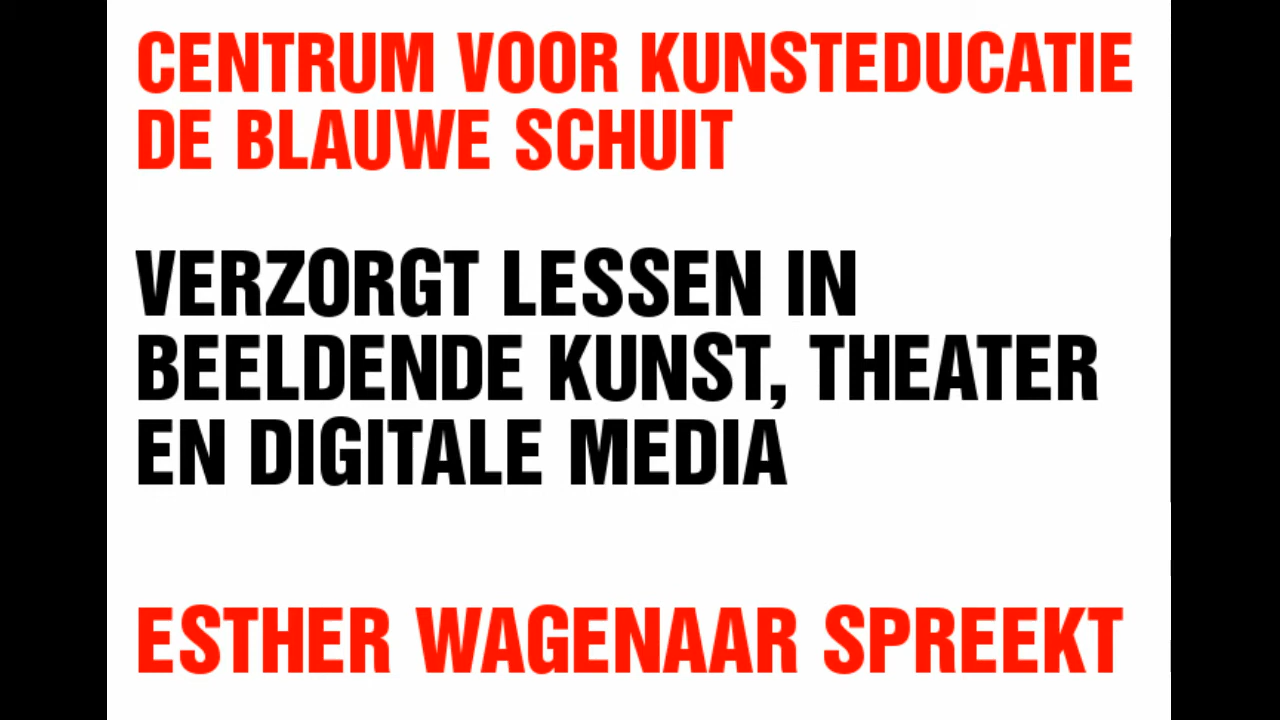 CENTRUM VOOR KUNSTEDUCATIE
DE BLAUWE SCHUIT
VERZORGT LESSEN IN
BEELDENDE KUNST, THEATER
EN DIGITALE MEDIA
ESTHER WAGENAAR SPREEKT